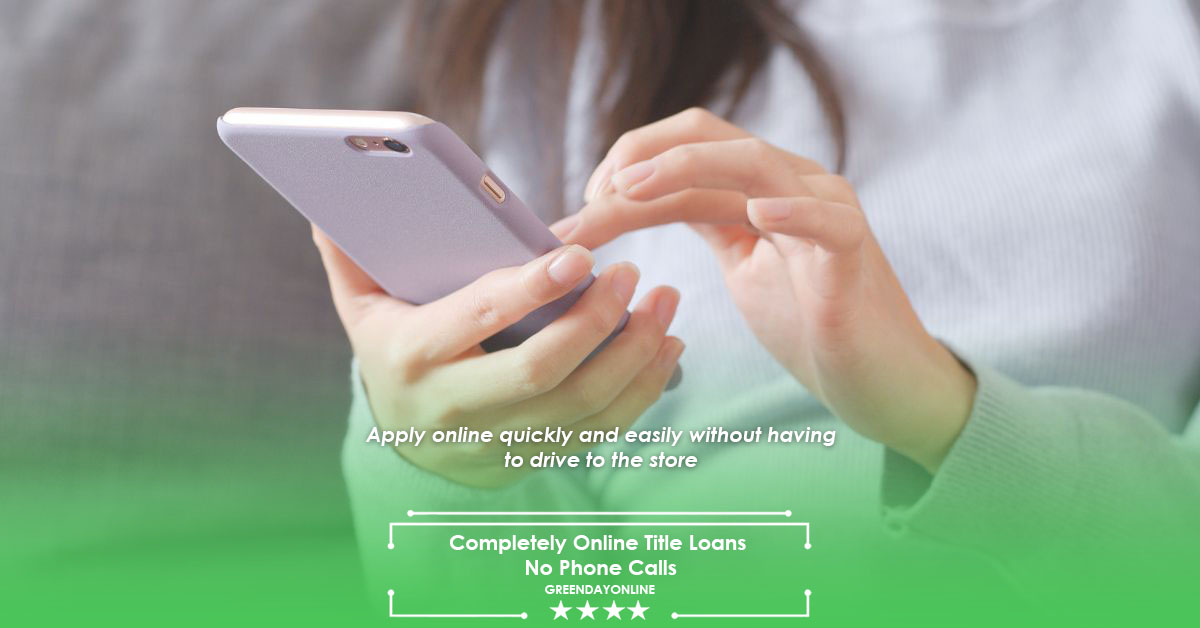 Apply online quickly and easily without having
to drive to the store
Completely Online Title Loans
No Phone Calls
GREENDAYONLINE